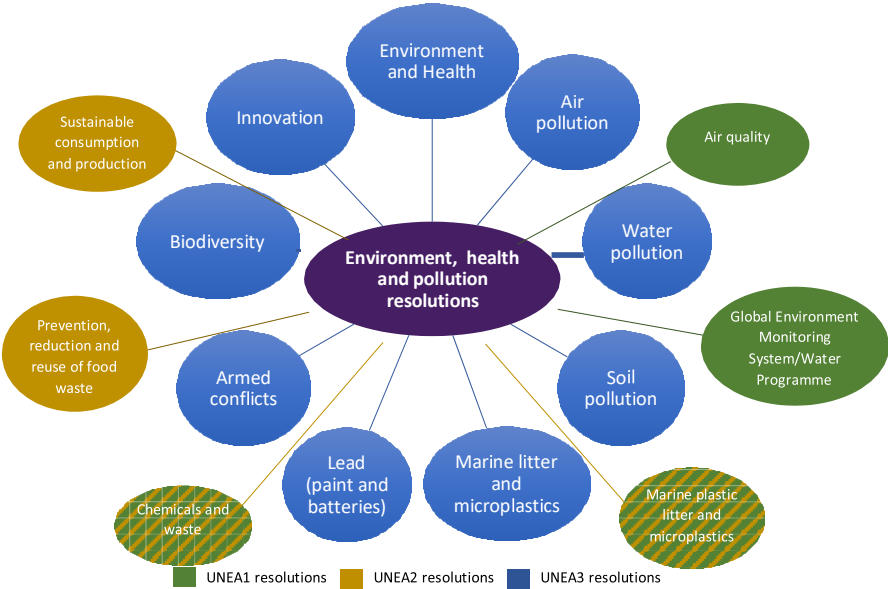 Environment
and Health
Innovation
Air
pollution
Sustainable
consumption
and production
Air quality
Biodiversity
Water
pollution
Environment, health
and pollution
resolutions
Prevention,
reduction and
reuse of food
waste
Global Environment
Monitoring
System/Water
Programme
Armed
conflicts
Soil
pollution
Lead
(paint and
batteries)
Marine litter
and
microplastics
Chemicals and
waste
Marine plastic
litter and
microplastics
UNEA1 resolutions
UNEA2 resolutions
UNEA3 resolutions